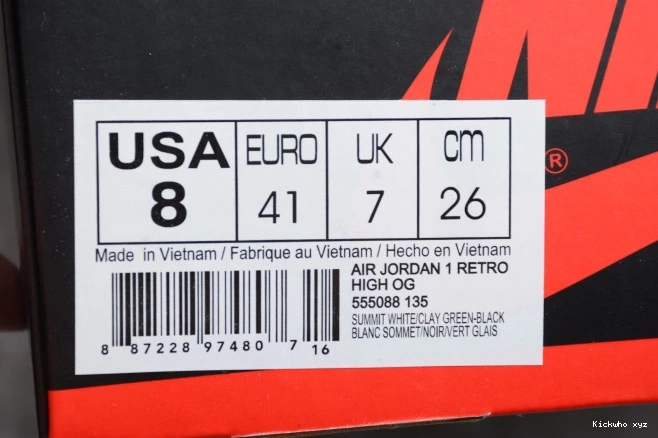 USA EURO UK cm
8 41 7 26
®
Made in Vietnam / Fabrique au Vietnam / Hecho en Vietnam
AIR JORDAN 1 RETRO
HIGH OG
555088 135
SUMMIT WHITE/CLAY GREEN-BLACK
BLANC SOMMET/NOIR/VERT GLAIS
8 87228 97480 7 16
Kickwho xyz